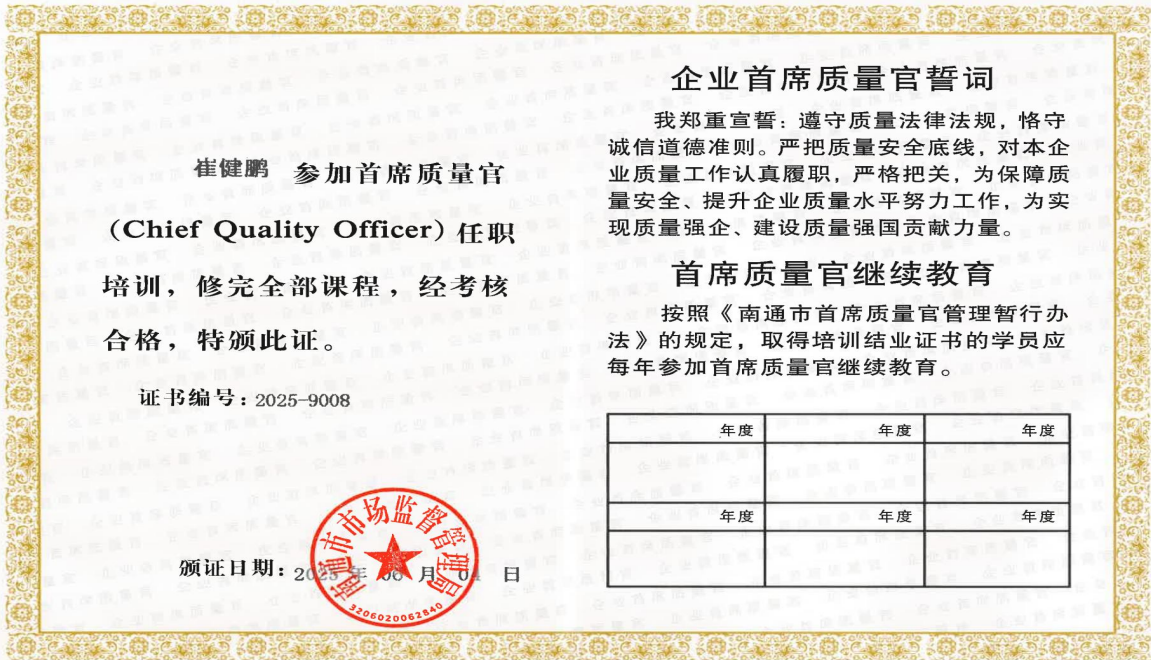 崔健鹏 参加首席质量官
(Chief Quality Officer)任职
培训,修完全部课程,经考核
合格,特颁此证。
证书编号:2025-9008
颁证日期:2025 年 06 月 04 日
南通市市场监督管理局
3206020062840
企业首席质量官誓词
我郑重宣誓:遵守质量法律法规,恪守
诚信道德准则。严把质量安全底线,对本企
业质量工作认真履职,严格把关,为保障质
量安全、提升企业质量水平努力工作,为实
现质量强企、建设质量强国贡献力量。
首席质量官继续教育
按照《南通市首席质量官管理暂行办
法》的规定,取得培训结业证书的学员应
每年参加首席质量官继续教育。
年度 年度 年度
年度 年度 年度